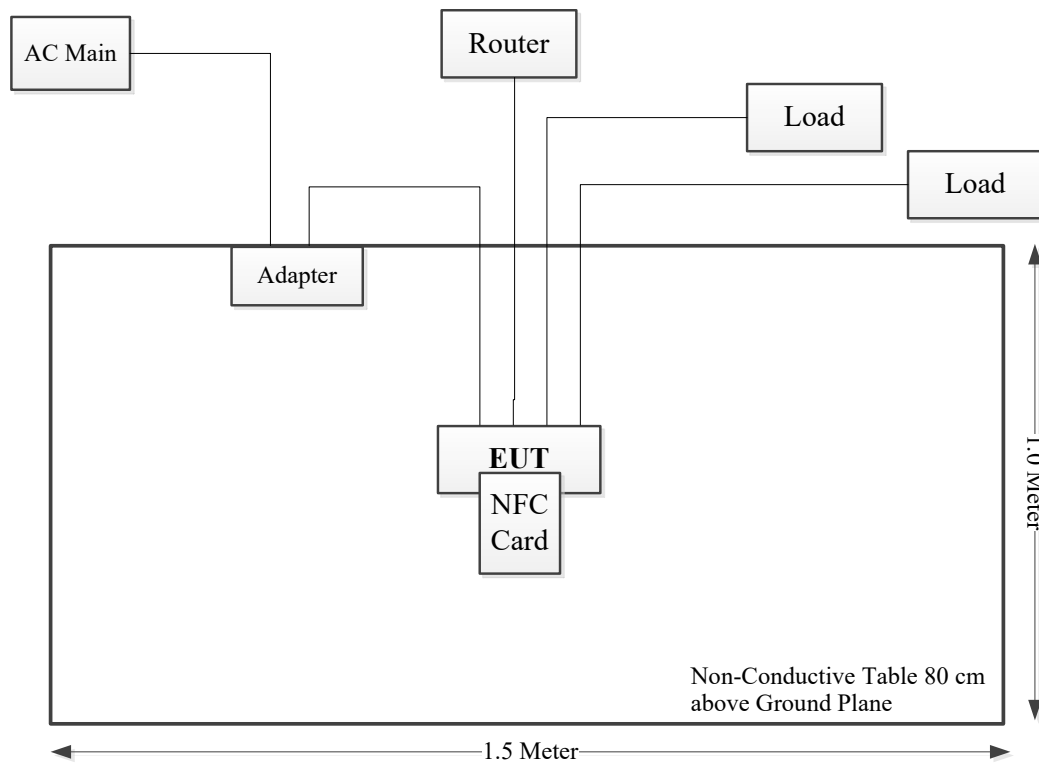 AC Main
Router
Load
Load
Adapter
EUT
NFC
Card
1.0 Meter
Non-Conductive Table 80 cm
above Ground Plane
1.5 Meter